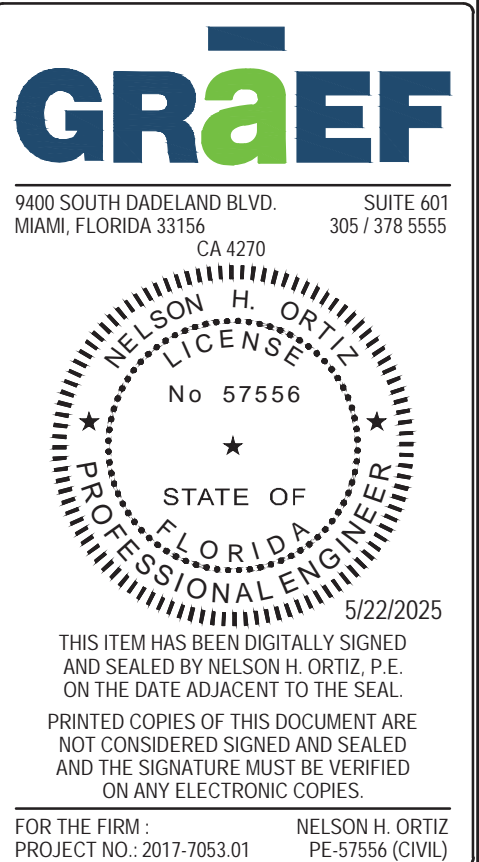 GRāEF
9400 SOUTH DADELAND BLVD. SUITE 601
MIAMI, FLORIDA 33156 305 / 378 5555
CA 4270
NELSON H. ORTIZ
LICENSE
No 57556
STATE OF
FLORIDA
PROFESSIONAL ENGINEER
5/22/2025
THIS ITEM HAS BEEN DIGITALLY SIGNED
AND SEALED BY NELSON H. ORTIZ, P.E.
ON THE DATE ADJACENT TO THE SEAL.
PRINTED COPIES OF THIS DOCUMENT ARE
NOT CONSIDERED SIGNED AND SEALED
AND THE SIGNATURE MUST BE VERIFIED
ON ANY ELECTRONIC COPIES.
FOR THE FIRM : NELSON H. ORTIZ
PROJECT NO.: 2017-7053.01 PE-57556 (CIVIL)